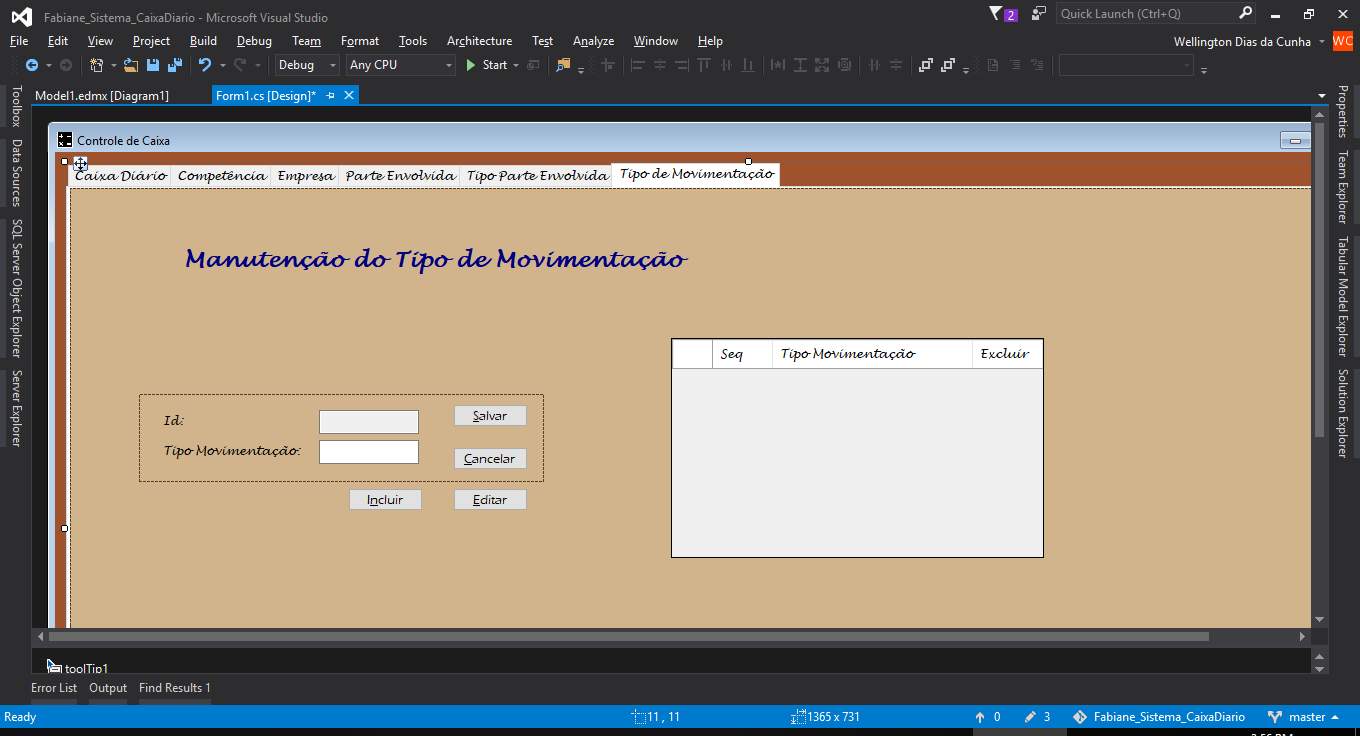 Fabiane_Sistema_CaixaDiario - Microsoft Visual Studio
2
Quick Launch (Ctrl+Q)
File Edit View Project Build Debug Team Format Tools Architecture Test Analyze Window Help
Wellington Dias da Cunha
WC
Debug Any CPU Start
Model1.edmx [Diagram1] Form1.cs [Design]*
Toolbox
Data Sources
SQL Server Object Explorer
Server Explorer
Controle de Caixa
Caixa Diário Competência Empresa Parte Envolvida Tipo Parte Envolvida Tipo de Movimentação
Manutenção do Tipo de Movimentação
Seq Tipo Movimentação Excluir
Id:
Salvar
Tipo Movimentação:
Cancelar
Incluir Editar
Properties
Team Explorer
Tabular Model Explorer
Solution Explorer
toolTip1
Error List Output Find Results 1
Ready 11 , 11 1365 x 731 0 3 Fabiane_Sistema_CaixaDiario master